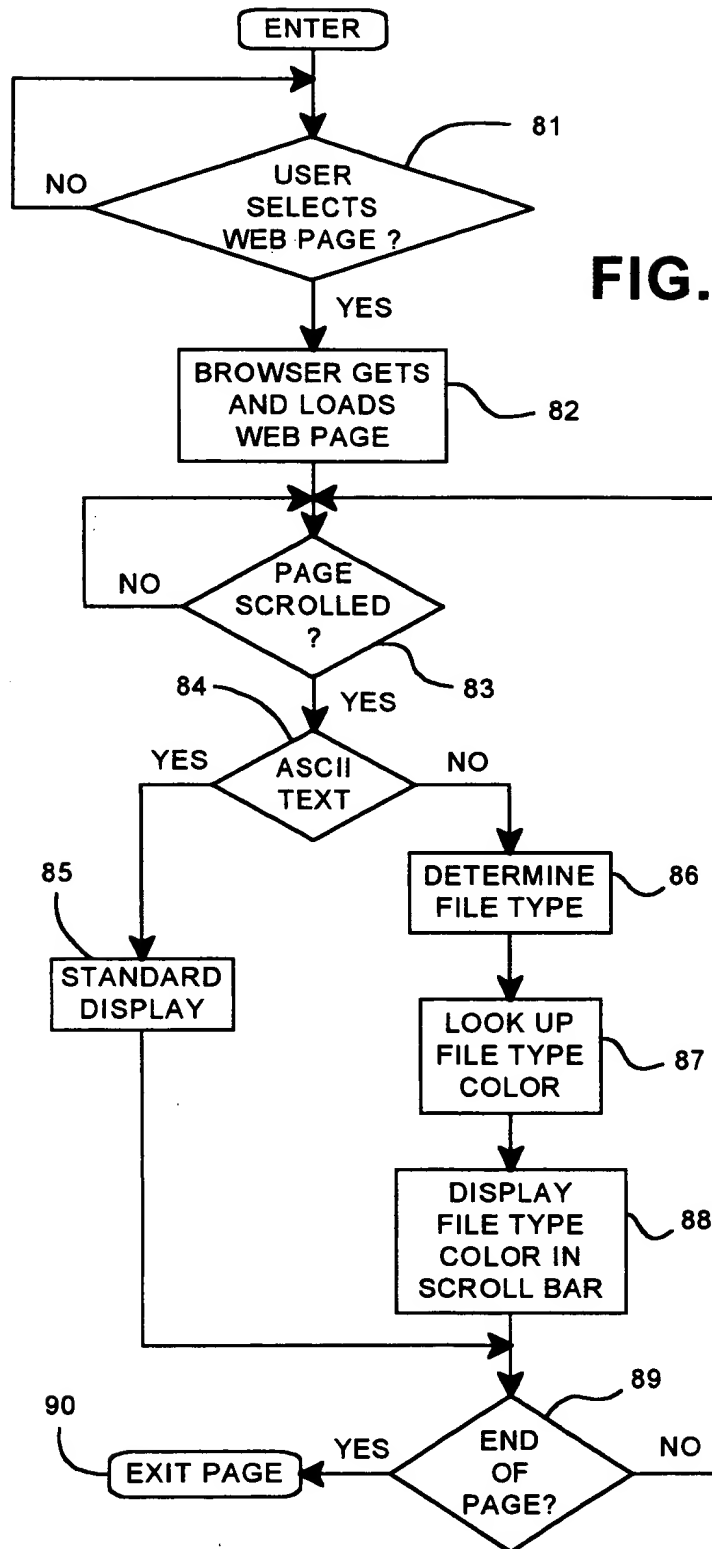 ENTER
81
NO
USER
SELECTS
WEB PAGE ?
FIG.
YES
BROWSER GETS
AND LOADS
WEB PAGE
82
NO
PAGE
SCROLLED
?
83
84
YES
YES
ASCII
TEXT
NO
85
STANDARD
DISPLAY
DETERMINE
FILE TYPE
86
LOOK UP
FILE TYPE
COLOR
87
DISPLAY
FILE TYPE
COLOR IN
SCROLL BAR
88
89
90
EXIT PAGE
YES
END
OF
PAGE?
NO